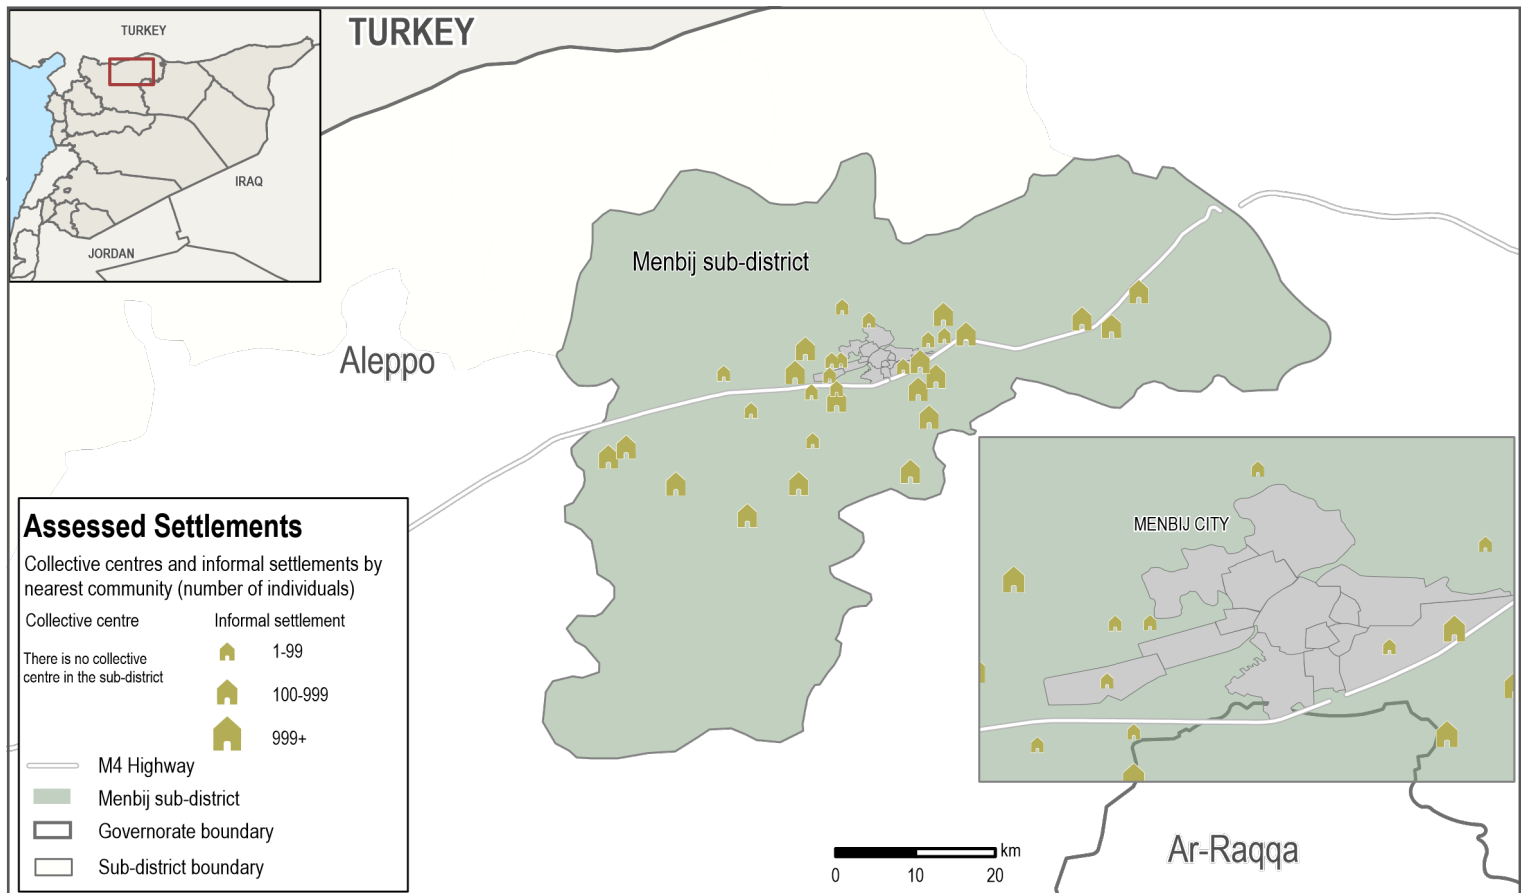 TURKEY
IRAQ
JORDAN
TURKEY
Menbij sub-district
Aleppo
MENBIJ CITY
Ar-Raqqa
Assessed Settlements
Collective centres and informal settlements by
nearest community (number of individuals)
Collective centre
Informal settlement
There is no collective
centre in the sub-district
1-99
100-999
999+
M4 Highway
Menbij sub-district
Governorate boundary
Sub-district boundary
km
0 10 20